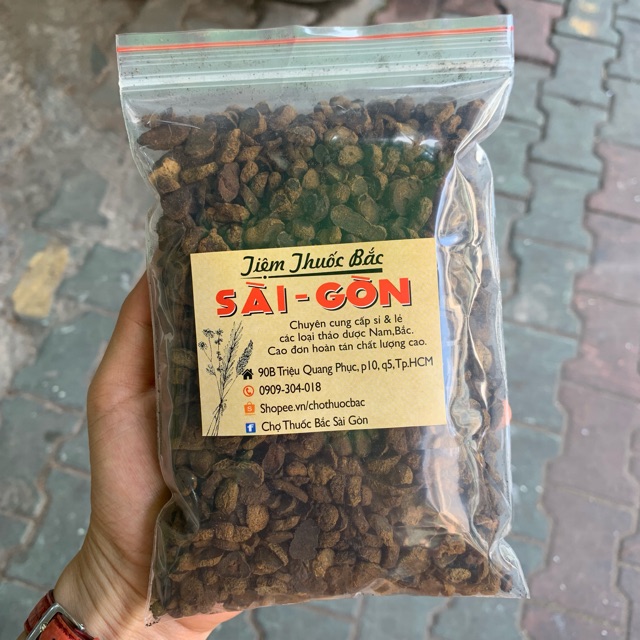 Tiệm Thuốc Bắc
SÀI-GÒN
Chuyên cung cấp sỉ & lẻ
các loại thảo dược Nam,Bắc.
Cao đơn hoàn tán chất lượng cao.
90B Triệu Quang Phục, p10, q5,Tp.HCM
0909-304-018
Shopee.vn/chothuocbac
Chợ Thuốc Bắc Sài Gòn